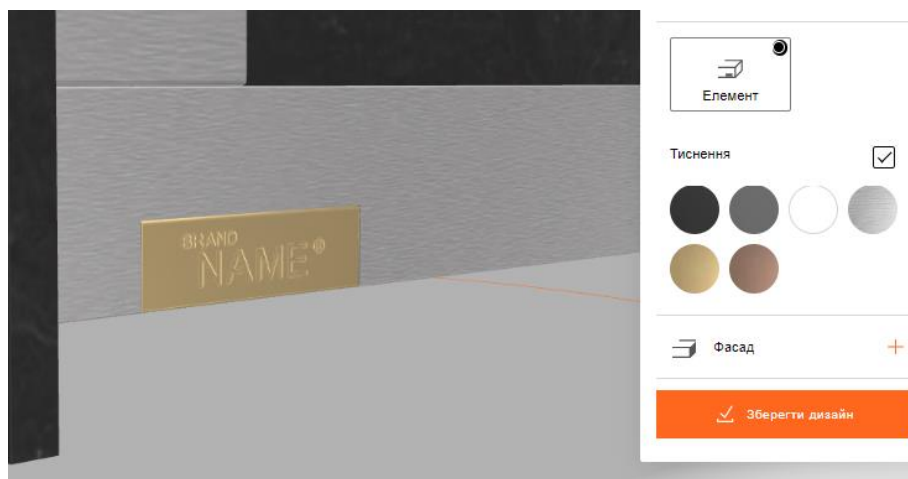 BRAND
NAME®
Елемент
Тиснення
Фасад
Зберегти дизайн